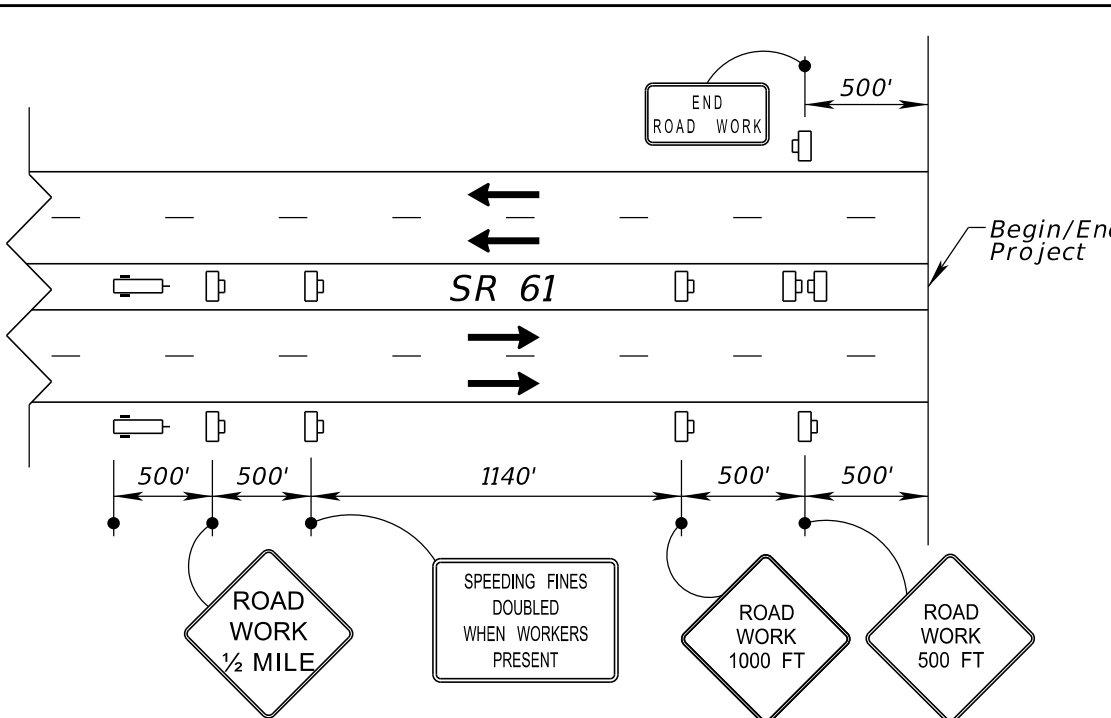 500'
END
ROAD WORK
Begin/End
Project
SR 61
500' 500' 1140' 500' 500'
ROAD
WORK
½ MILE
SPEEDING FINES
DOUBLED
WHEN WORKERS
PRESENT
ROAD
WORK
1000 FT
ROAD
WORK
500 FT